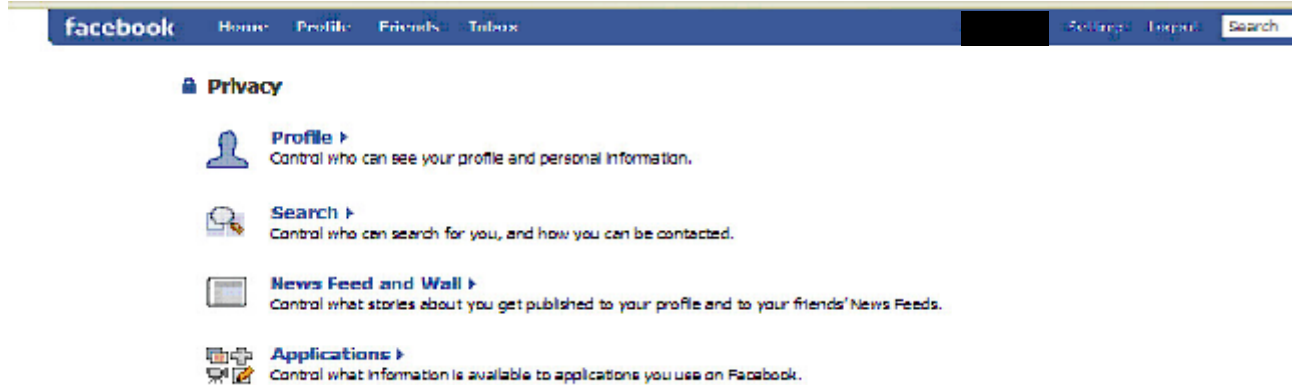 facebook Home Profile Friends Inbox Settings Logout Search
Privacy
Profile
Control who can see your profile and personal information.
Search
Control who can search for you, and how you can be contacted.
News Feed and Wall
Control what stories about you get published to your profile and to your friends' News Feeds.
Applications
Control what information is available to applications you use on Facebook.